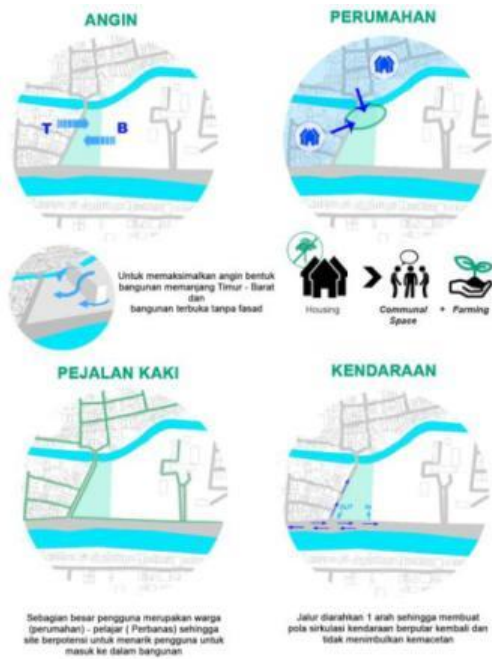 ANGIN
PERUMAHAN
T
B
Untuk memaksimalkan angin bentuk
bangunan memanjang Timur - Barat
dan
bangunan terbuka tanpa fasad
Housing
Communal
Space
+ Farming
PEJALAN KAKI
KENDARAAN
OUT
IN
Sebagian besar pengguna merupakan warga
(perumahan) - pelajar ( Perbanas) sehingga
site berpotensi untuk menarik pengguna untuk
masuk ke dalam bangunan
Jalur diarahkan 1 arah sehingga membuat
pola sirkulasi kendaraan berputar kembali dan
tidak menimbulkan kemacetan